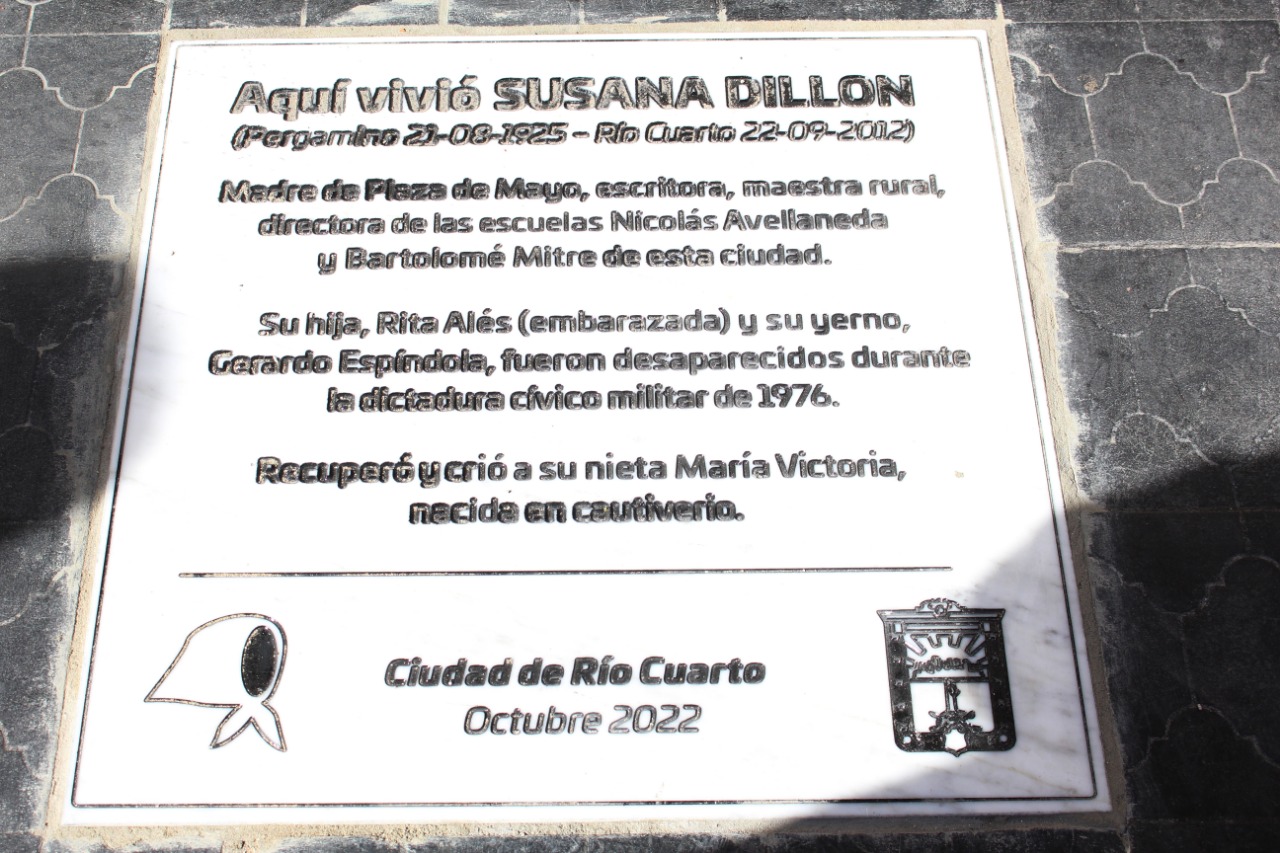 Aquí vivió SUSANA DILLON
(Pergamino 21-08-1925 - Río Cuarto 22-09-2012)
Madre de Plaza de Mayo, escritora, maestra rural,
directora de las escuelas Nicolás Avellaneda
y Bartolomé Mitre de esta ciudad.
Su hija, Rita Alés (embarazada) y su yerno,
Gerardo Espíndola, fueron desaparecidos durante
la dictadura cívico militar de 1976.
Recuperó y crió a su nieta María Victoria,
nacida en cautiverio.
Ciudad de Río Cuarto
Octubre 2022